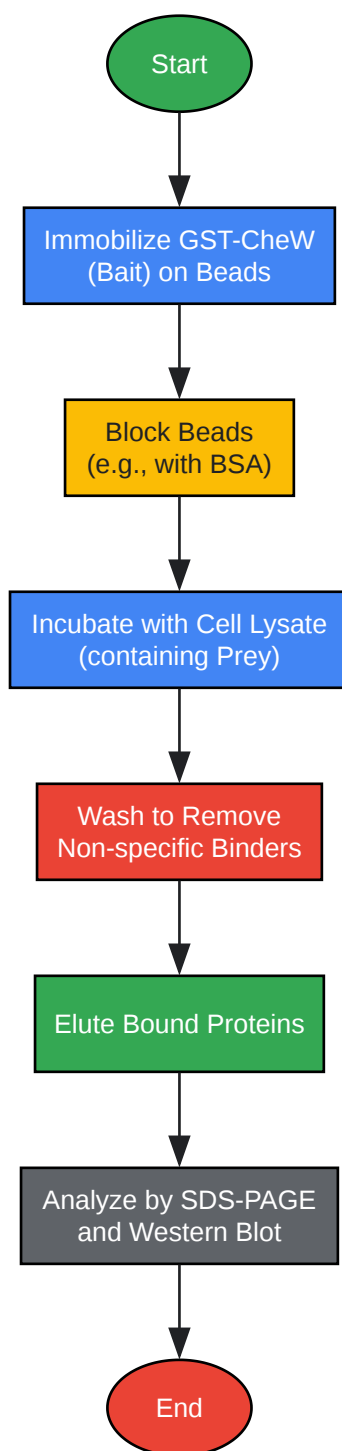 Start
Immobilize GST-CheW
(Bait) on Beads
Block Beads
(e.g., with BSA)
Incubate with Cell Lysate
(containing Prey)
Wash to Remove
Non-specific Binders
Elute Bound Proteins
Analyze by SDS-PAGE
and Western Blot
End